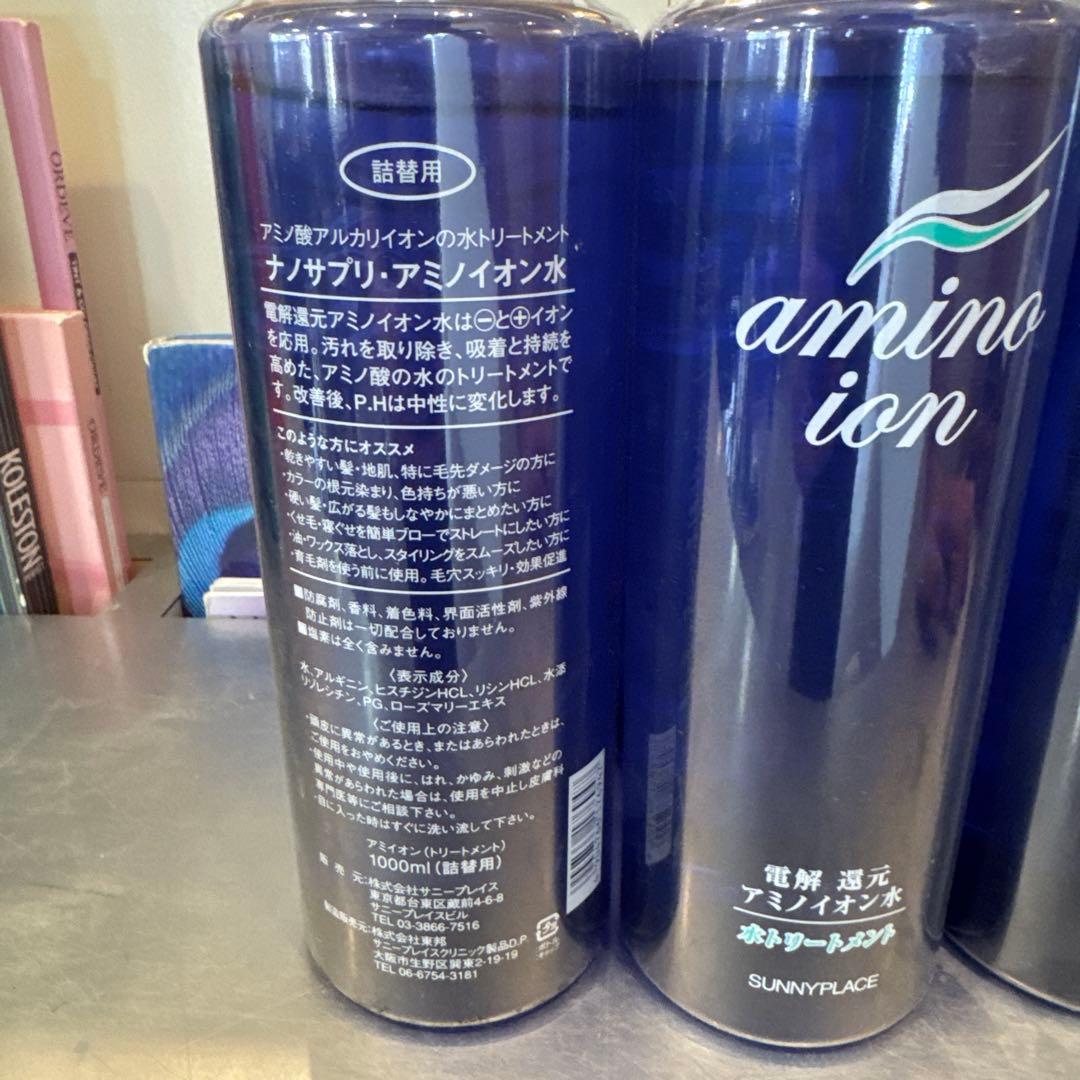 ORDEVE
KOLESTON
詰替用
アミノ酸アルカリイオンの水トリートメント
ナノサプリ・アミノイオン水
電解還元アミノイオン水は⊖と⊕イオン
を応用。汚れを取り除き、吸着と持続を
高めた、アミノ酸の水のトリートメントで
す。改善後、P.Hは中性に変化します。
このような方にオススメ
・乾きやすい髪・地肌、特に毛先ダメージの方に
・カラーの根元染まり、色持ちが悪い方に
・硬い髪・広がる髪もしなやかにまとめたい方に
・くせ毛・寝ぐせを簡単ブローでストレートにしたい方に
・油・ワックス落とし、スタイリングをスムーズしたい方に
・育毛剤を使う前に使用。毛穴スッキリ・効果促進
■防腐剤、香料、着色料、界面活性剤、紫外線
防止剤は一切配合しておりません。
■塩素は全く含みません。
〈表示成分〉
水、アルギニン、ヒスチジンHCL、リシンHCL、水添
リゾレシチン、PG、ローズマリーエキス
〈ご使用上の注意〉
・頭皮に異常があるとき、またはあらわれたときは、
ご使用をおやめください。
・使用中や使用後に、はれ、かゆみ、刺激などの
異常があらわれた場合は、使用を中止し皮膚科
専門医等にご相談下さい。
・目に入った時はすぐに洗い流して下さい。
アミイオン(トリートメント)
1000ml(詰替用)
販売元:株式会社サニープレイス
東京都台東区蔵前4-6-8
サニープレイスビル
TEL 03-3866-7516
製造販売元:株式会社東邦
サニープレイスクリニック製品D.P
大阪市生野区巽東2-19-19
TEL 06-6754-3181
amino
ion
電解 還元
アミノイオン水
水トリートメント
SUNNYPLACE